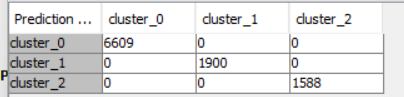 Prediction ... cluster_0 cluster_1 cluster_2
cluster_0 6609 0 0
cluster_1 0 1900 0
P
cluster_2 0 0 1588